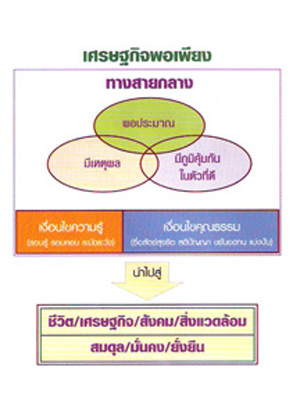 เศรษฐกิจพอเพียง
ทางสายกลาง
พอประมาณ
มีเหตุผล
มีภูมิคุ้มกัน
ในตัวที่ดี
เงื่อนไขความรู้
(รอบรู้ รอบคอบ ระมัดระวัง)
เงื่อนไขคุณธรรม
(ซื่อสัตย์สุจริต สติปัญญา ขยันอดทน แบ่งปัน)
นำไปสู่
ชีวิต/เศรษฐกิจ/สังคม/สิ่งแวดล้อม
สมดุล/มั่นคง/ยั่งยืน